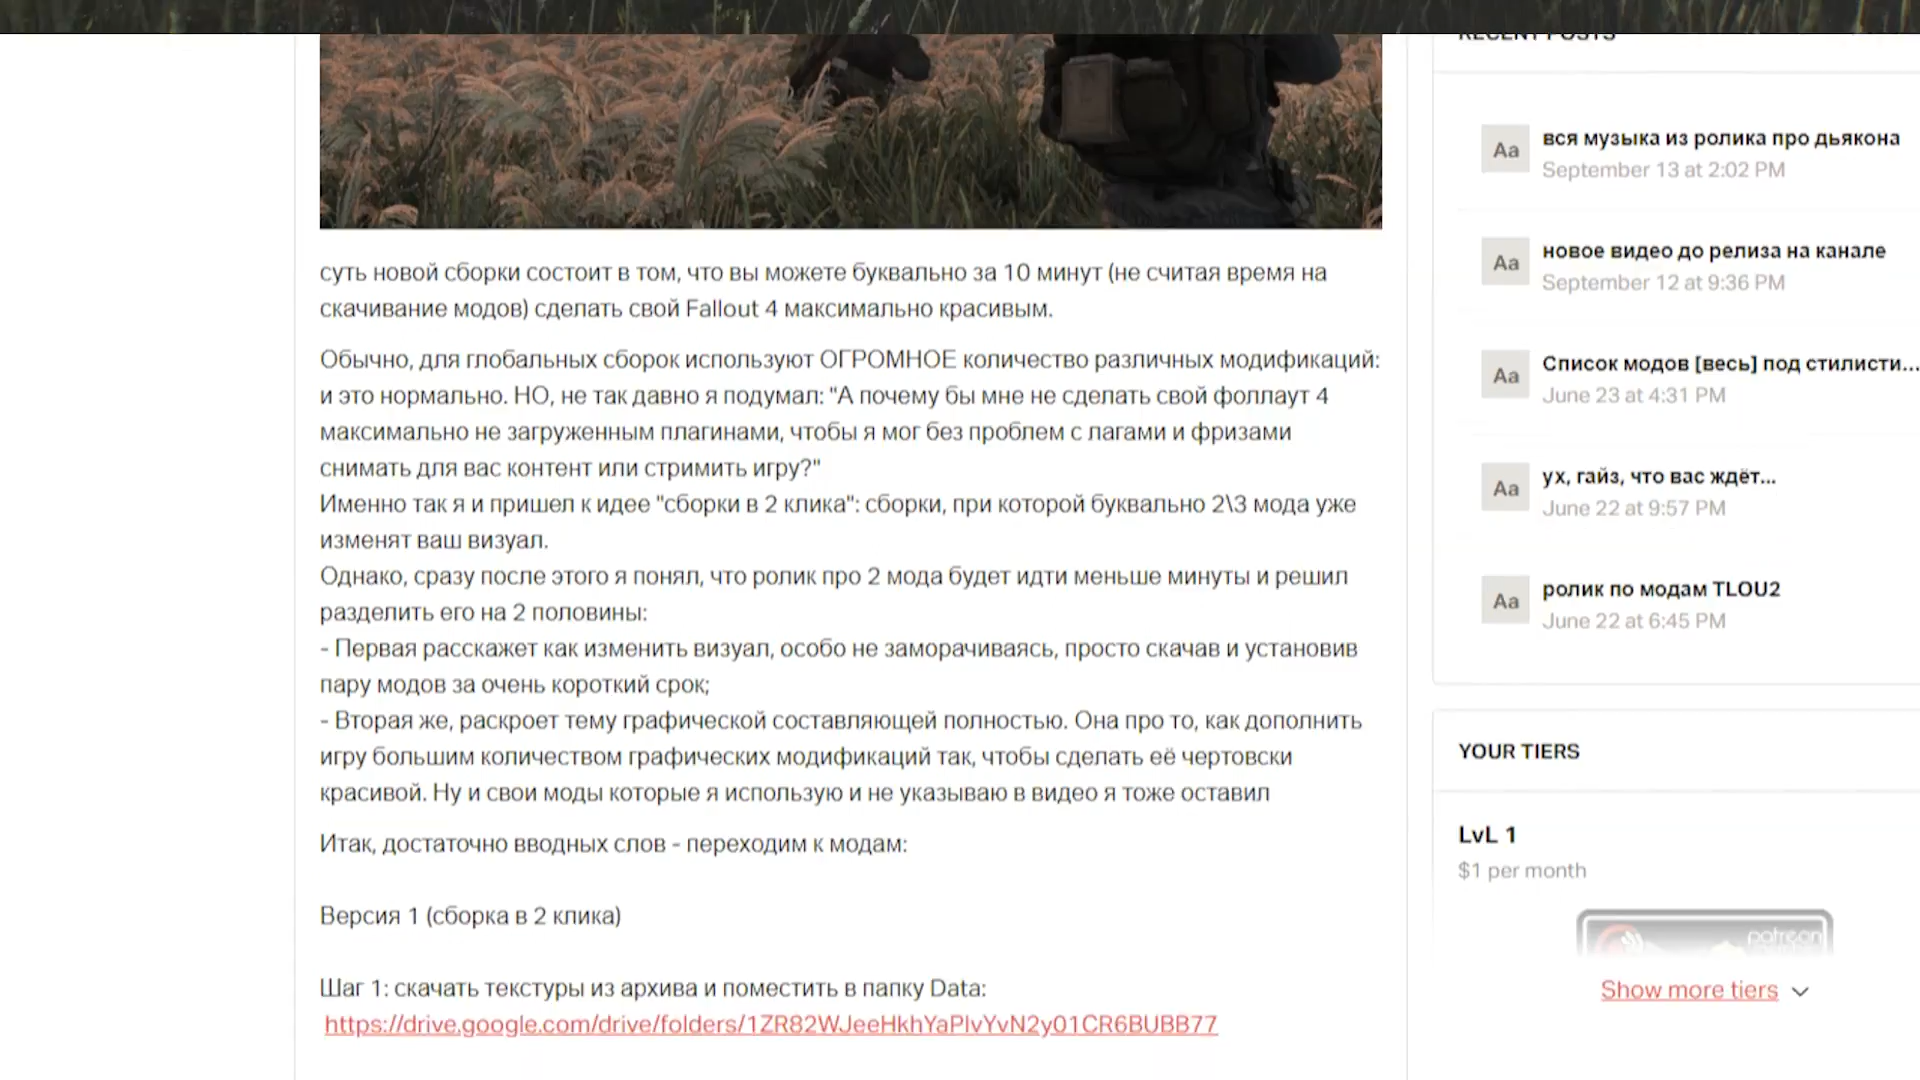 RECENT POSTS
вся музыка из ролика про дьякона
September 13 at 2:02 PM
новое видео до релиза на канале
September 12 at 9:36 PM
Список модов [весь] под стилисти...
June 23 at 4:31 PM
ух, гайз, что вас ждёт...
June 22 at 9:57 PM
ролик по модам TLOU2
June 22 at 6:45 PM
суть новой сборки состоит в том, что вы можете буквально за 10 минут (не считая время на
скачивание модов) сделать свой Fallout 4 максимально красивым.
Обычно, для глобальных сборок используют ОГРОМНОЕ количество различных модификаций:
и это нормально. НО, не так давно я подумал: "А почему бы мне не сделать свой фоллаут 4
максимально не загруженным плагинами, чтобы я мог без проблем с лагами и фризами
снимать для вас контент или стримить игру?"
Именно так я и пришел к идее "сборки в 2 клика": сборки, при которой буквально 2\3 мода уже
изменят ваш визуал.
Однако, сразу после этого я понял, что ролик про 2 мода будет идти меньше минуты и решил
разделить его на 2 половины:
- Первая расскажет как изменить визуал, особо не заморачиваясь, просто скачав и установив
пару модов за очень короткий срок;
- Вторая же, раскроет тему графической составляющей полностью. Она про то, как дополнить
игру большим количеством графических модификаций так, чтобы сделать её чертовски
красивой. Ну и свои моды которые я использую и не указываю в видео я тоже оставил
Итак, достаточно вводных слов - переходим к модам:
Версия 1 (сборка в 2 клика)
Шаг 1: скачать текстуры из архива и поместить в папку Data:
https://drive.google.com/drive/folders/1ZR82WJeeHkhYaPlvYvN2y01CR6BUBB77
YOUR TIERS
LvL 1
$1 per month
patreon
Show more tiers